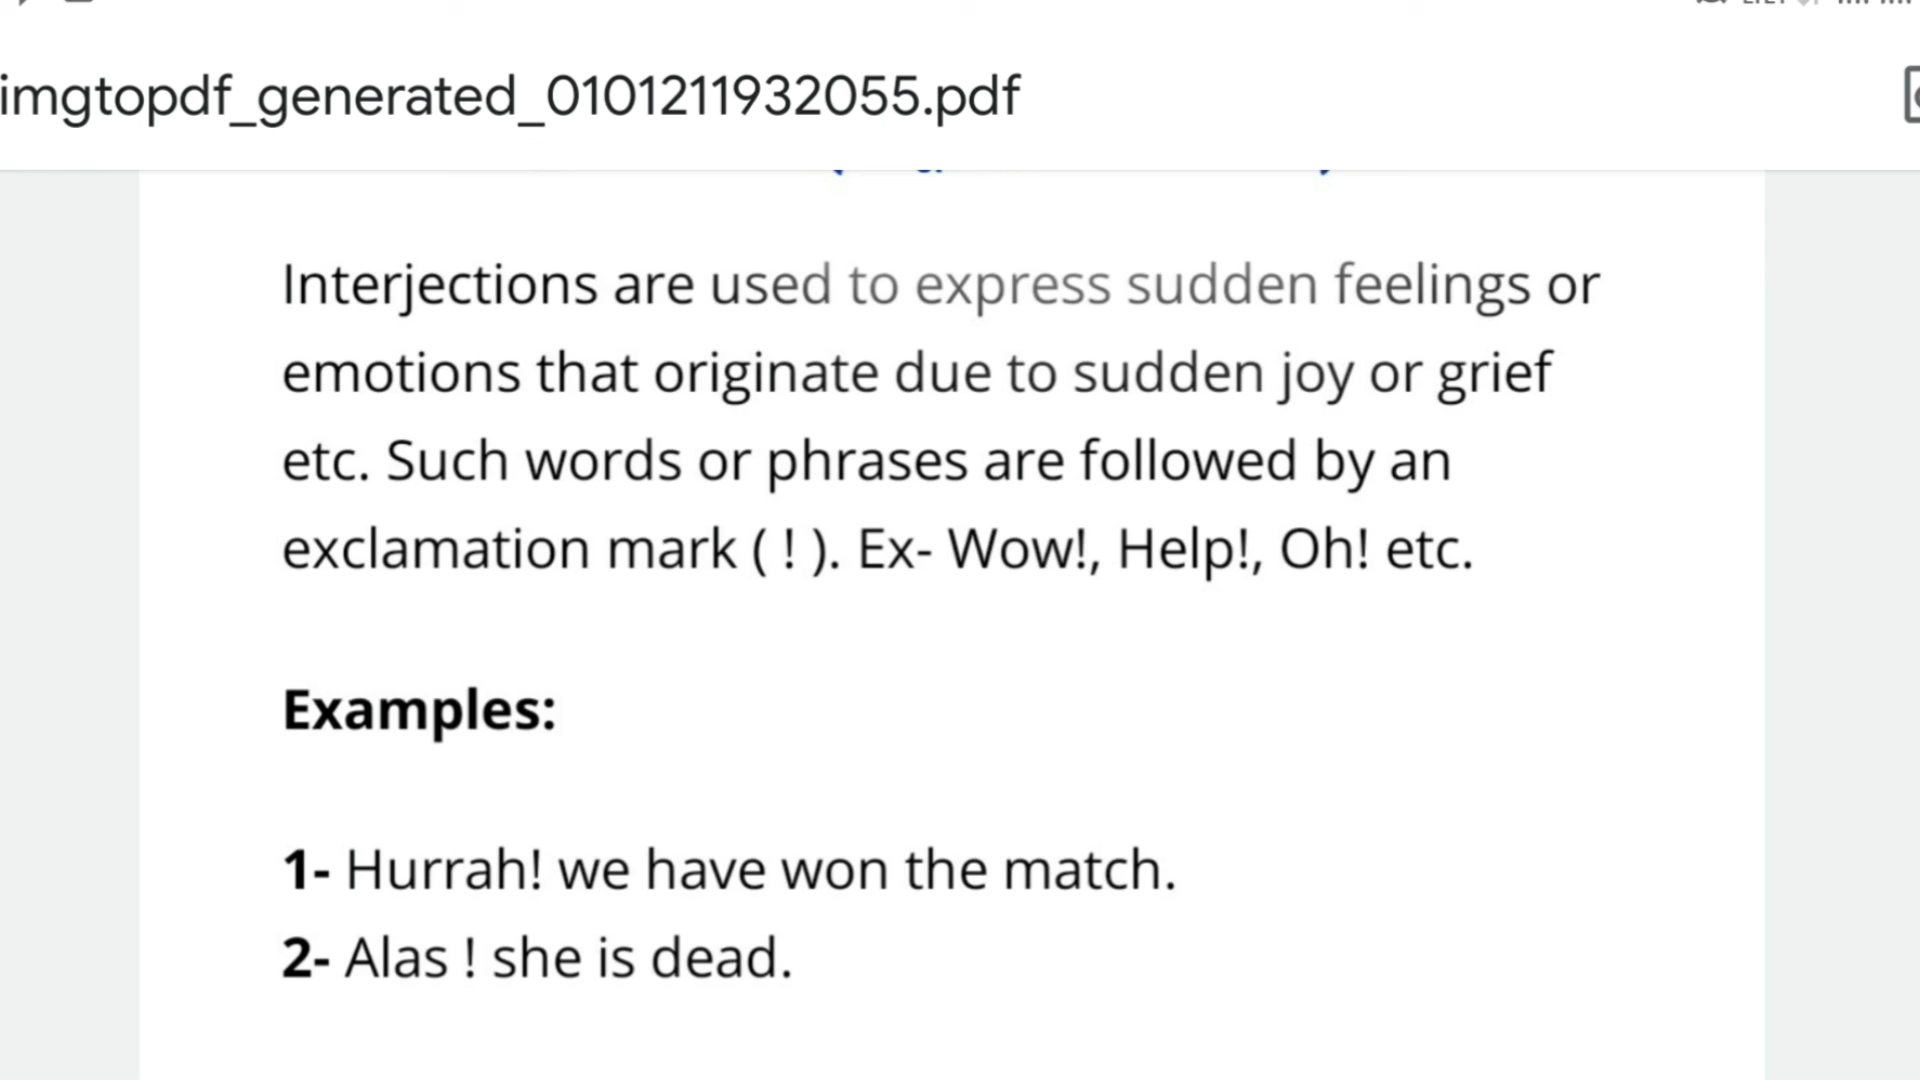 imgtopdf_generated_0101211932055.pdf
Interjections are used to express sudden feelings or
emotions that originate due to sudden joy or grief
etc. Such words or phrases are followed by an
exclamation mark ( ! ). Ex- Wow!, Help!, Oh! etc.
Examples:
1- Hurrah! we have won the match.
2- Alas ! she is dead.